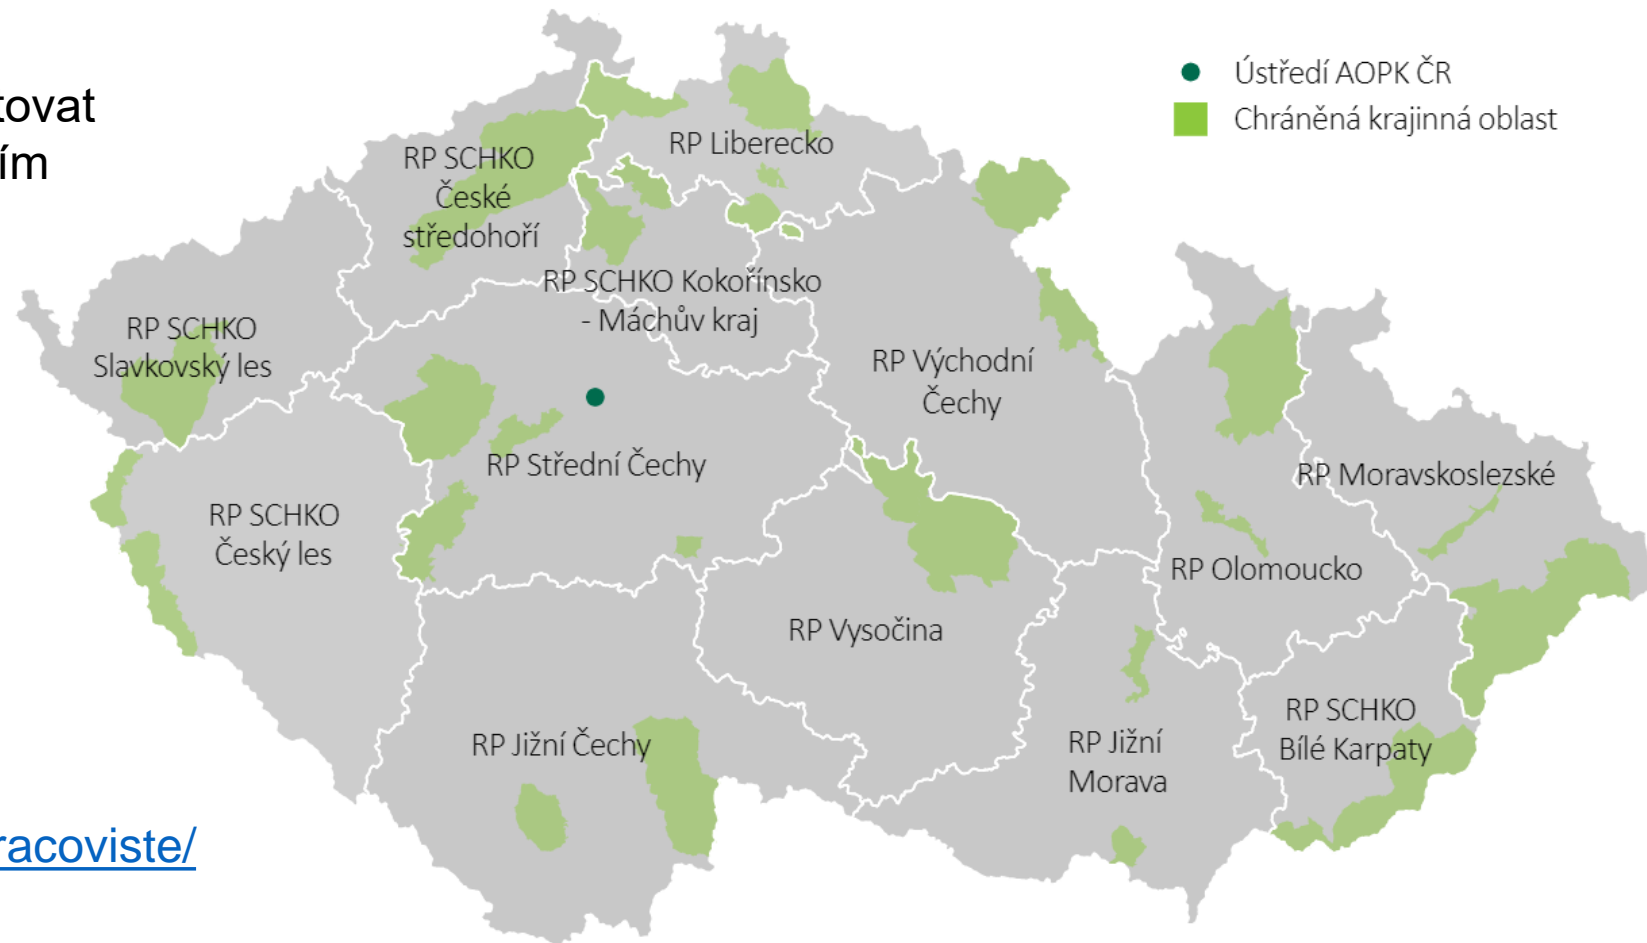 tovat
ím
racoviste/
Ústředí AOPK ČR
Chráněná krajinná oblast
RP Liberecko
RP SCHKO
České
středohoří
RP SCHKO Kokořínsko
- Máchův kraj
RP SCHKO
Slavkovský les
RP Východní
Čechy
RP Střední Čechy
RP Moravskoslezské
RP SCHKO
Český les
RP Olomoucko
RP Vysočina
RP SCHKO
Bílé Karpaty
RP Jižní Čechy
RP Jižní
Morava